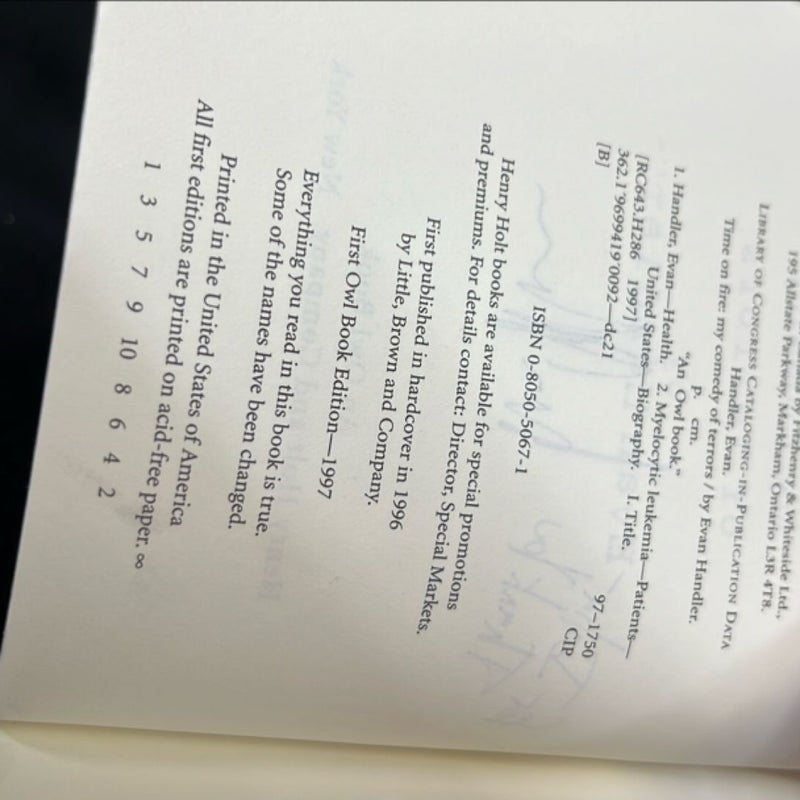 by Fitzhenry & Whiteside Ltd.,
195 Allstate Parkway, Markham, Ontario L3R 4T8.
LIBRARY OF CONGRESS CATALOGING-IN-PUBLICATION DATA
Handler, Evan.
Time on fire: my comedy of terrors / by Evan Handler.
p. cm.
"An Owl book."
1. Handler, Evan—Health. 2. Myelocytic leukemia—Patients—
United States—Biography. I. Title.
[RC643.H286 1997]
362.1'9699419'0092—dc21 97-1750
[B] CIP
ISBN 0-8050-5067-1
Henry Holt books are available for special promotions
and premiums. For details contact: Director, Special Markets.
First published in hardcover in 1996
by Little, Brown and Company.
First Owl Book Edition—1997
Everything you read in this book is true.
Some of the names have been changed.
Printed in the United States of America
All first editions are printed on acid-free paper. ∞
1 3 5 7 9 10 8 6 4 2